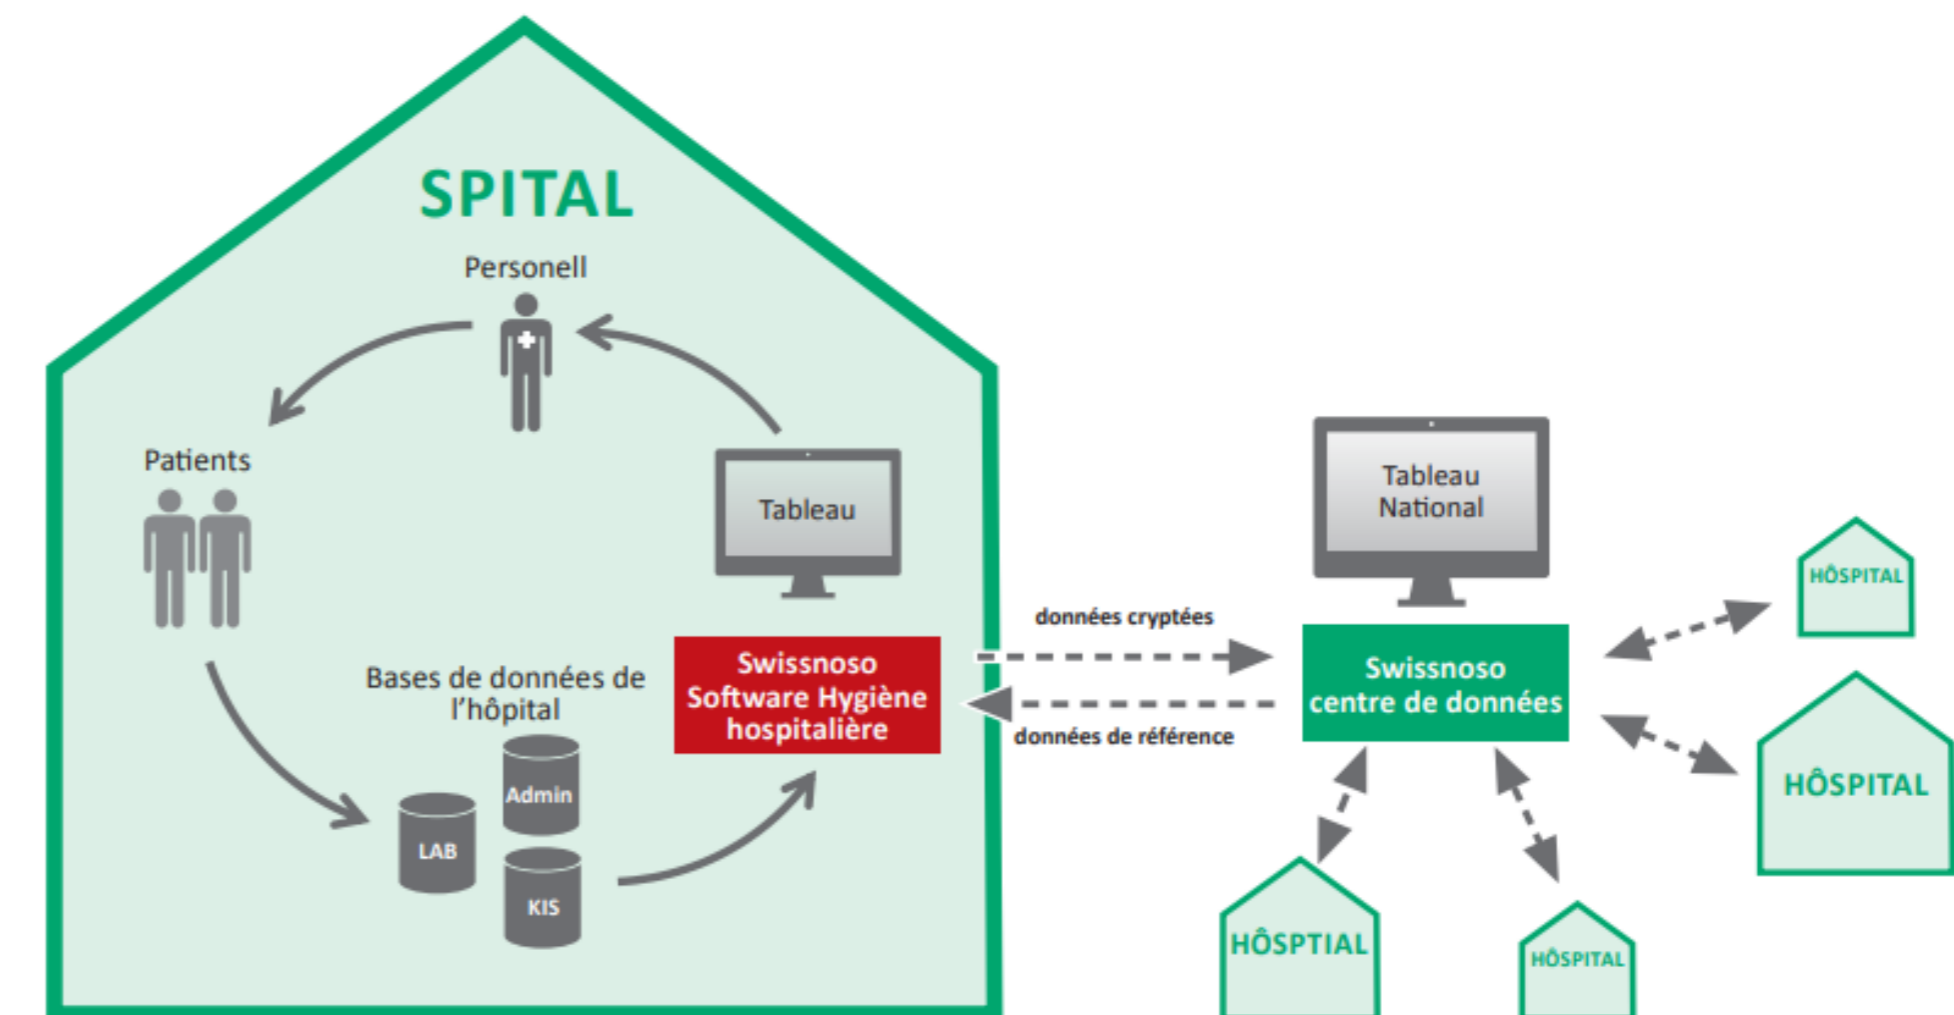 SPITAL
Personell
Patients
Tableau
Bases de données de
l'hôpital
Admin
LAB
KIS
Swissnoso
Software Hygiène
hospitalière
données cryptées
données de référence
Tableau
National
Swissnoso
centre de données
HÔSPITAL
HÔSPITAL
HÔSPTIAL
HÔSPITAL